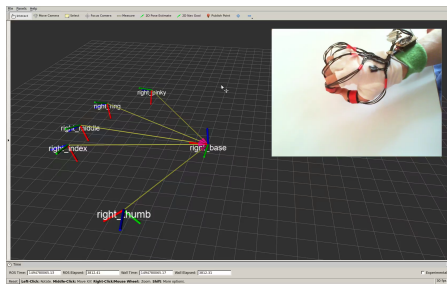 File Panels Help
Interact Move Camera Select Focus Camera Measure 2D Pose Estimate 2D Nav Goal Publish Point
right_pinky
right_ring
right_middle
right_index
right_base
right_thumb
Time
ROS Time: ROS Elapsed: Wall Time: Wall Elapsed: Experimental
Reset Left-Click: Rotate. Middle-Click: Move X/Y. Right-Click/Mouse Wheel: Zoom. Shift: More options.